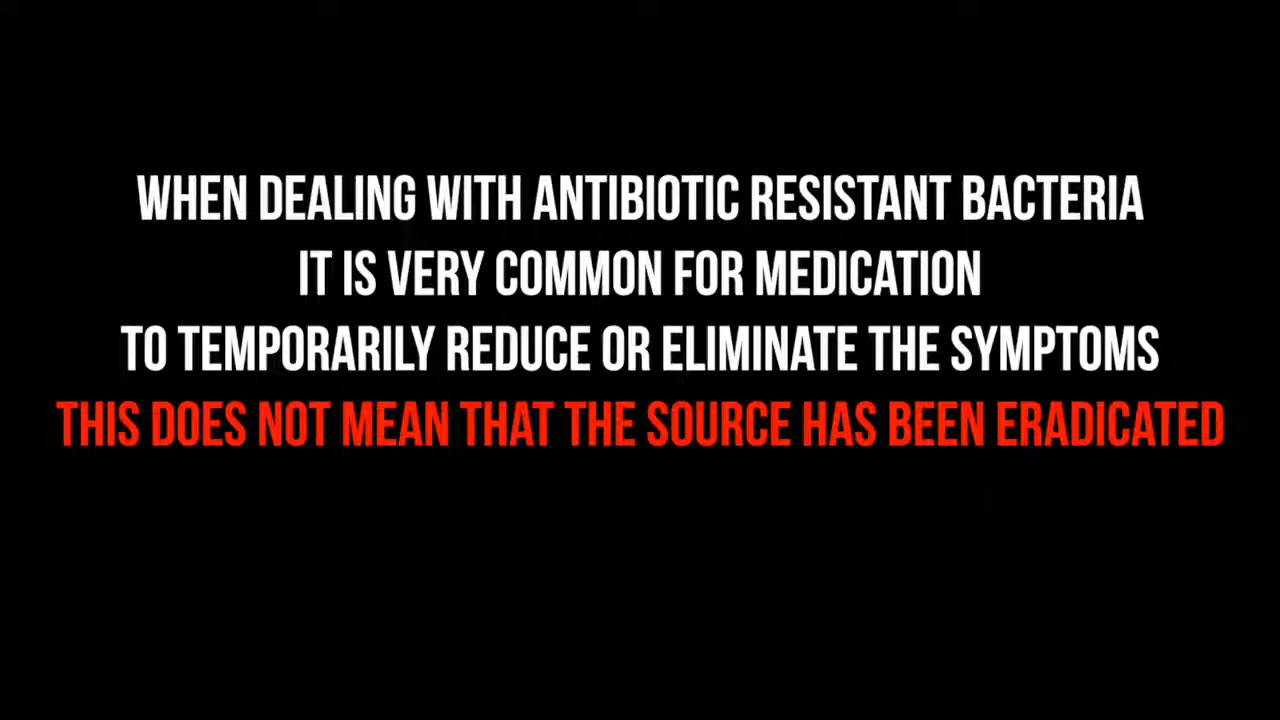 WHEN DEALING WITH ANTIBIOTIC RESISTANT BACTERIA
IT IS VERY COMMON FOR MEDICATION
TO TEMPORARILY REDUCE OR ELIMINATE THE SYMPTOMS
THIS DOES NOT MEAN THAT THE SOURCE HAS BEEN ERADICATED